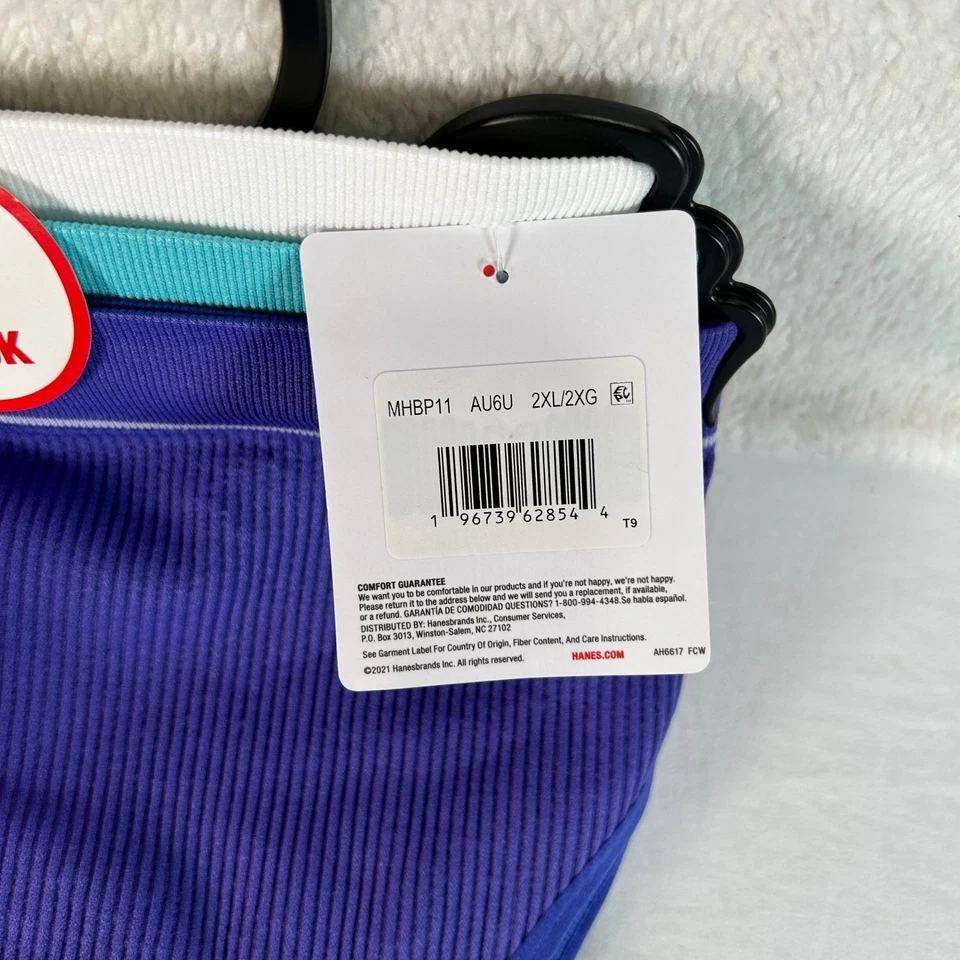 MHBP11 AU6U 2XL/2XG EPC
1 96739 62854 4 T9
COMFORT GUARANTEE
We want you to be comfortable in our products and if you're not happy, we're not happy.
Please return it to the address below and we will send you a replacement, if available,
or a refund. GARANTÍA DE COMODIDAD QUESTIONS? 1-800-994-4348.Se habla español.
DISTRIBUTED BY: Hanesbrands Inc., Consumer Services,
P.O. Box 3013, Winston-Salem, NC 27102
See Garment Label For Country Of Origin, Fiber Content, And Care Instructions.
©2021 Hanesbrands Inc. All rights reserved. HANES.COM AH6617 FCW